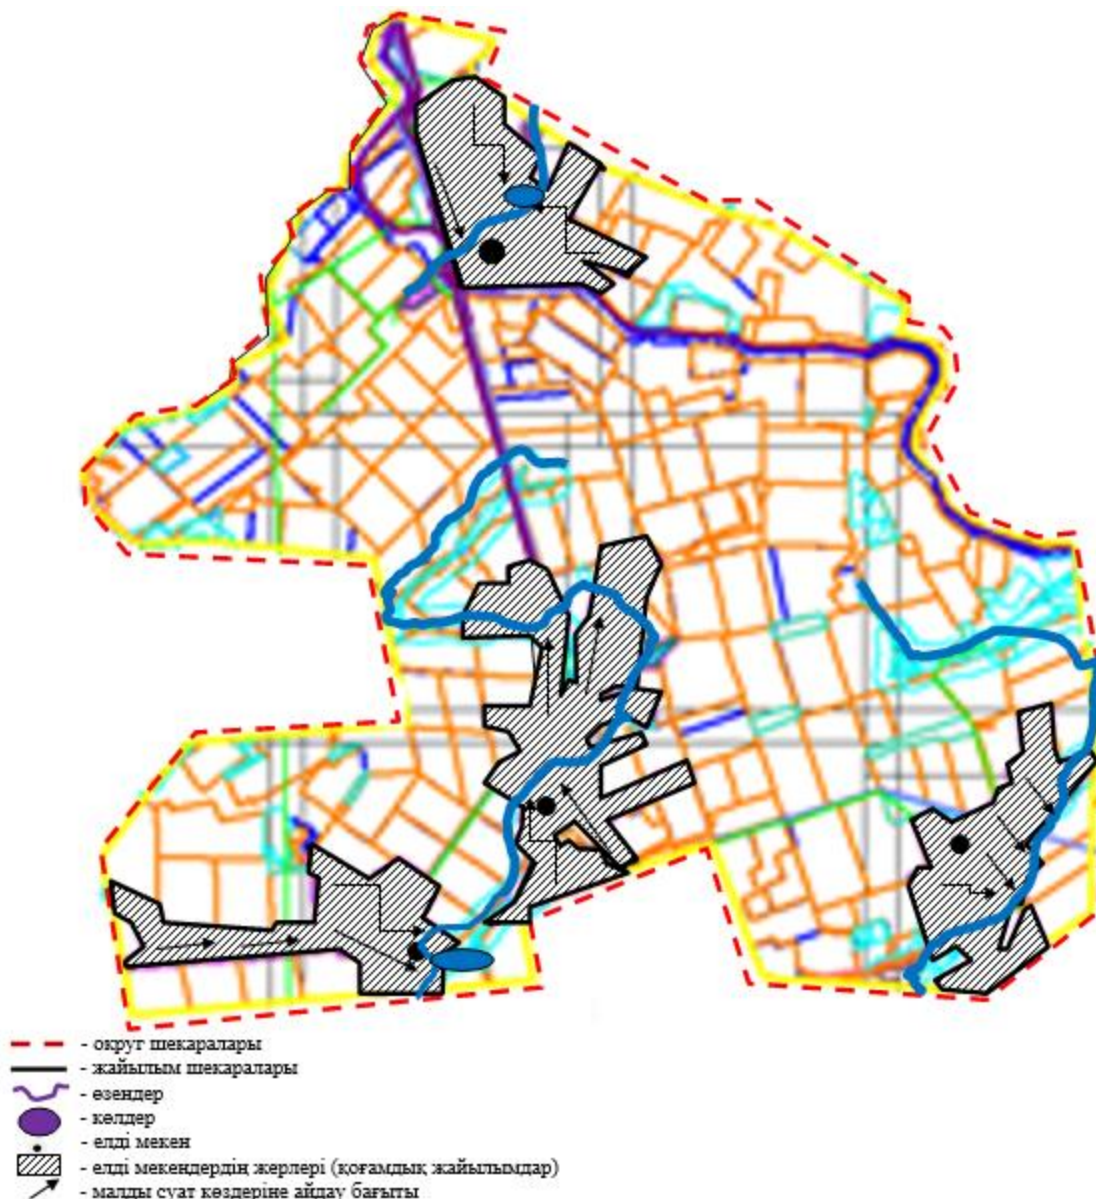 - округ шекаралары
- жайылым шекаралары
- өзендер
- көлдер
- елді мекен
- елді мекендердің жерлері (қоғамдық жайылымдар)
- малды суат көздеріне айдау бағыты